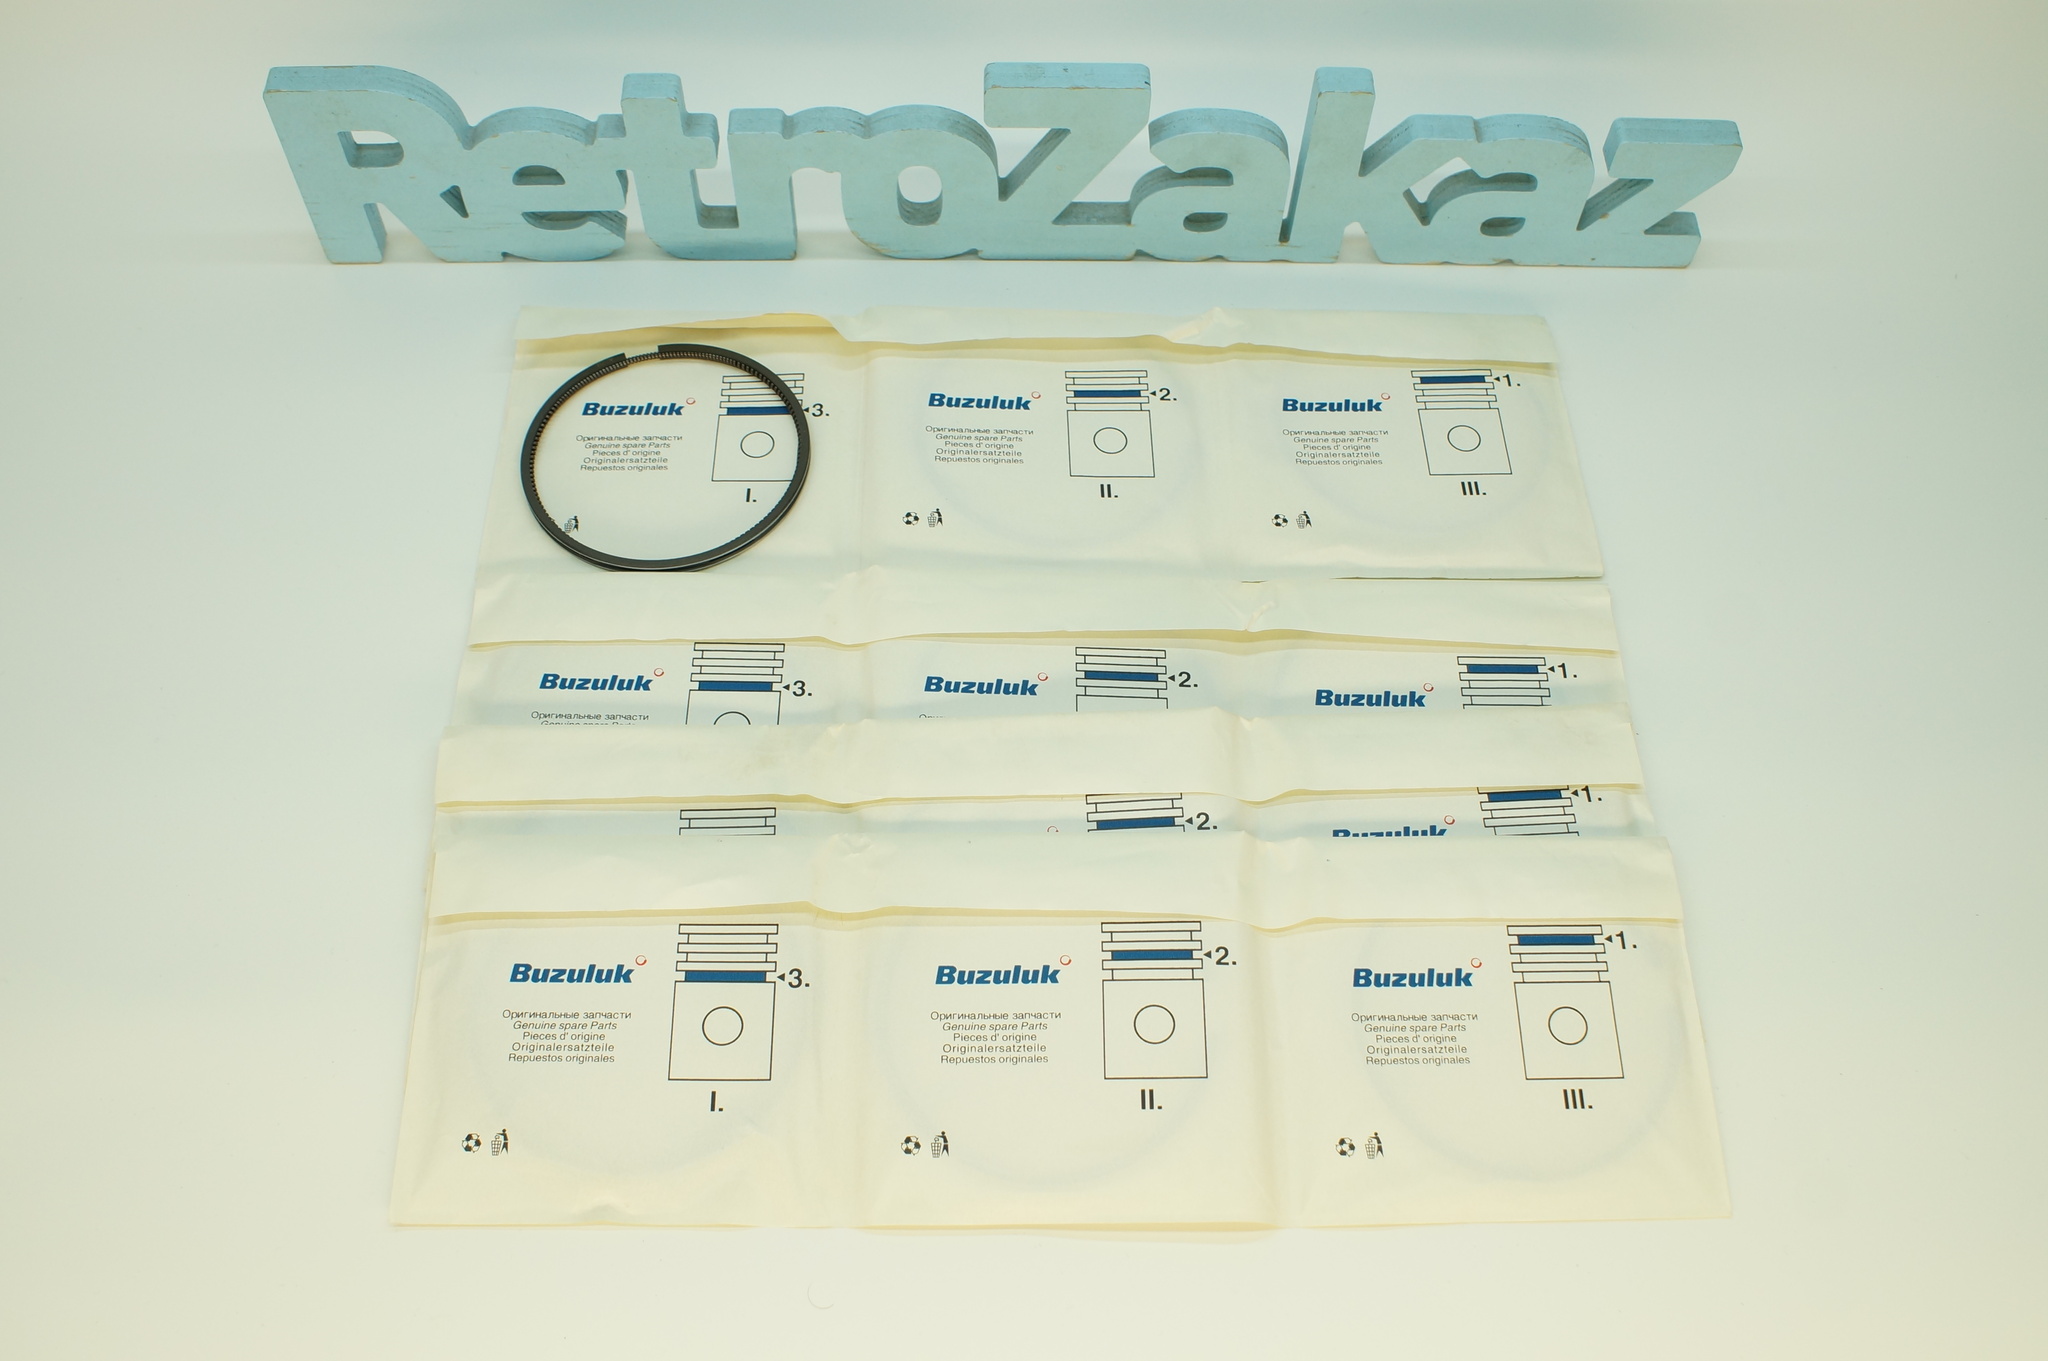 RetroZakaz
Buzuluk
3.
Оригинальные запчасти
Genuine spare Parts
Pieces d' origine
Originalersatzteile
Repuestos originales
I.
Buzuluk
2.
Оригинальные запчасти
Genuine spare Parts
Pieces d' origine
Originalersatzteile
Repuestos originales
II.
Buzuluk
1.
Оригинальные запчасти
Genuine spare Parts
Pieces d' origine
Originalersatzteile
Repuestos originales
III.
Buzuluk
3.
Оригинальные запчасти
Genuine spare Parts
Buzuluk
2.
Buzuluk
1.
2.
Buzuluk
1.
Buzuluk
3.
Оригинальные запчасти
Genuine spare Parts
Pieces d' origine
Originalersatzteile
Repuestos originales
I.
Buzuluk
2.
Оригинальные запчасти
Genuine spare Parts
Pieces d' origine
Originalersatzteile
Repuestos originales
II.
Buzuluk
1.
Оригинальные запчасти
Genuine spare Parts
Pieces d' origine
Originalersatzteile
Repuestos originales
III.